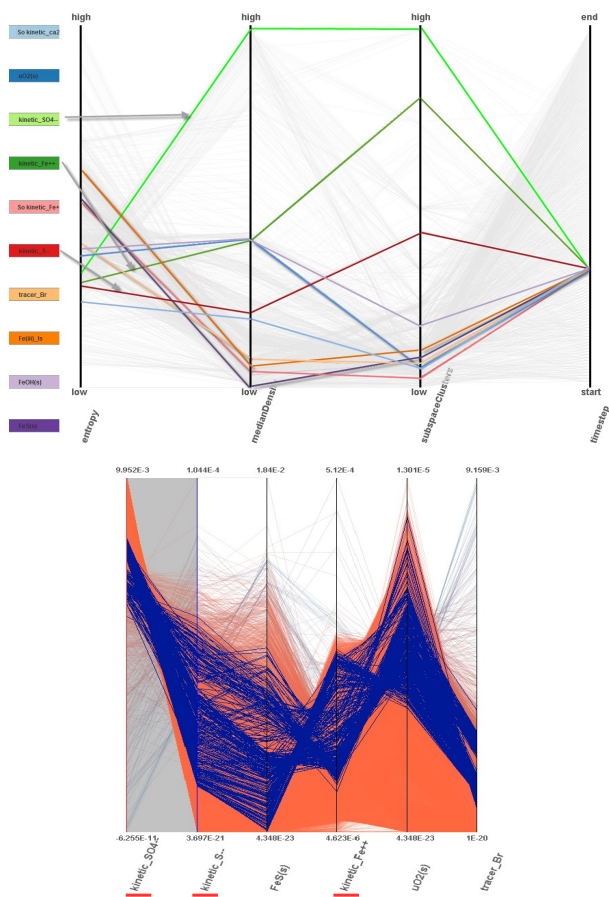 high high high end
So kinetic_ca2
uO2(s)
kinetic_SO4--
kinetic_Fe++
So kinetic_Fe+
kinetic_S--
tracer_Br
Fe(III)_Is
FeOH(s)
FeS(s)
low low low start
entropy medianDensi subspaceClusters timestep
9.952E-3 1.044E-4 1.84E-2 5.12E-4 1.301E-5 9.159E-3
-6.255E-11 3.697E-21 4.348E-23 4.623E-6 4.348E-23 1E-20
kinetic_SO4-- kinetic_S-- FeS(s) kinetic_Fe++ uO2(s) tracer_Br